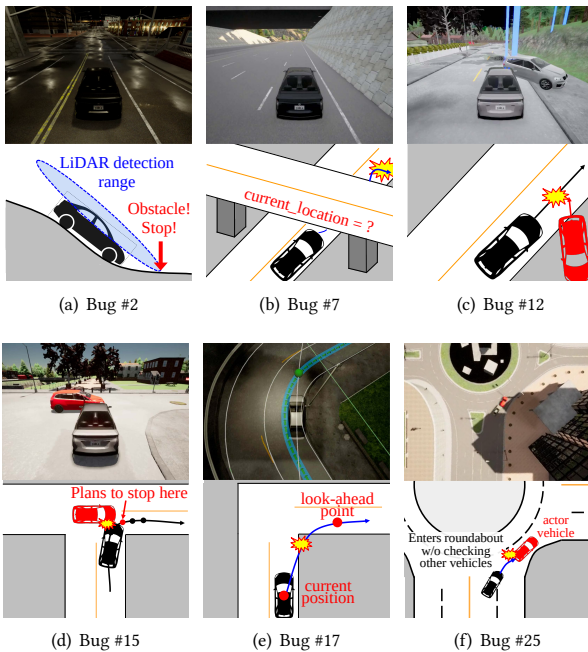 LiDAR detection
range
Obstacle!
Stop!
(a) Bug #2
current_location = ?
(b) Bug #7
(c) Bug #12
Plans to stop here
(d) Bug #15
look-ahead
point
current
position
(e) Bug #17
Enters roundabout
w/o checking
other vehicles
actor
vehicle
(f) Bug #25